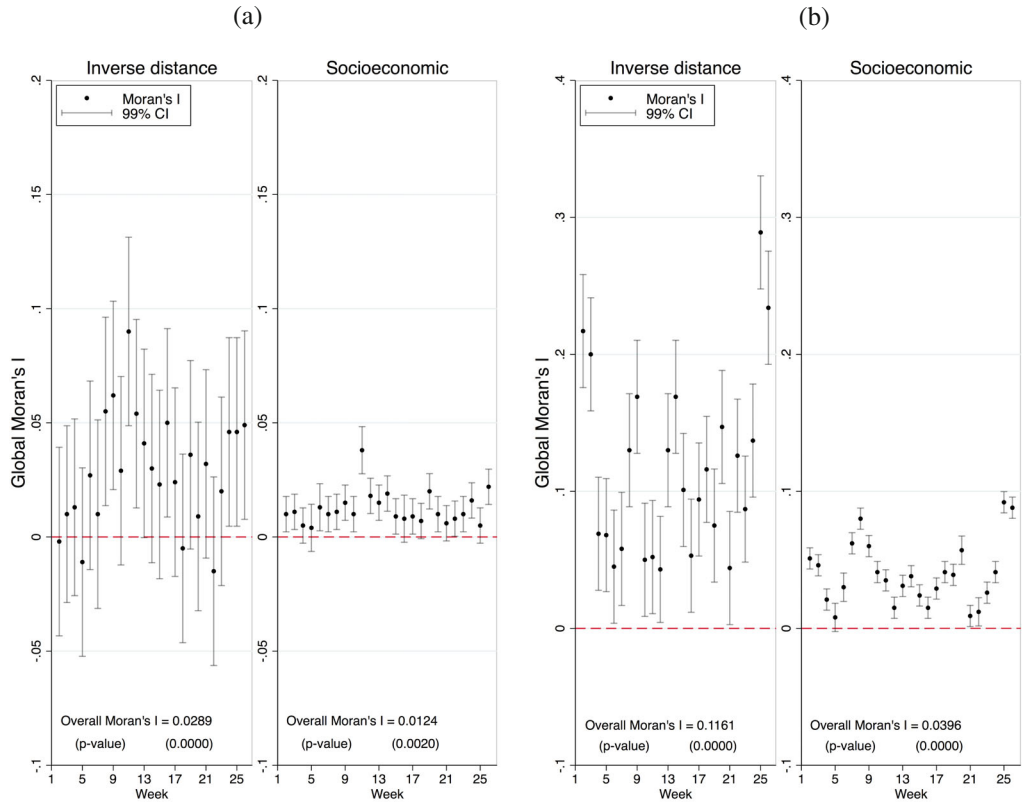 (a)
(b)
Inverse distance
Socioeconomic
Inverse distance
Socioeconomic
Global Moran's I
.2
.15
.1
.05
0
-.05
-.1
Moran's I
99% CI
Overall Moran's I = 0.0289
(p-value) (0.0000)
1 5 9 13 17 21 25
Week
.2
.15
.1
.05
0
-.05
-.1
Overall Moran's I = 0.0124
(p-value) (0.0020)
1 5 9 13 17 21 25
Week
Global Moran's I
.4
.3
.2
.1
0
-.1
Moran's I
99% CI
Overall Moran's I = 0.1161
(p-value) (0.0000)
1 5 9 13 17 21 25
Week
.4
.3
.2
.1
0
-.1
Overall Moran's I = 0.0396
(p-value) (0.0000)
1 5 9 13 17 21 25
Week